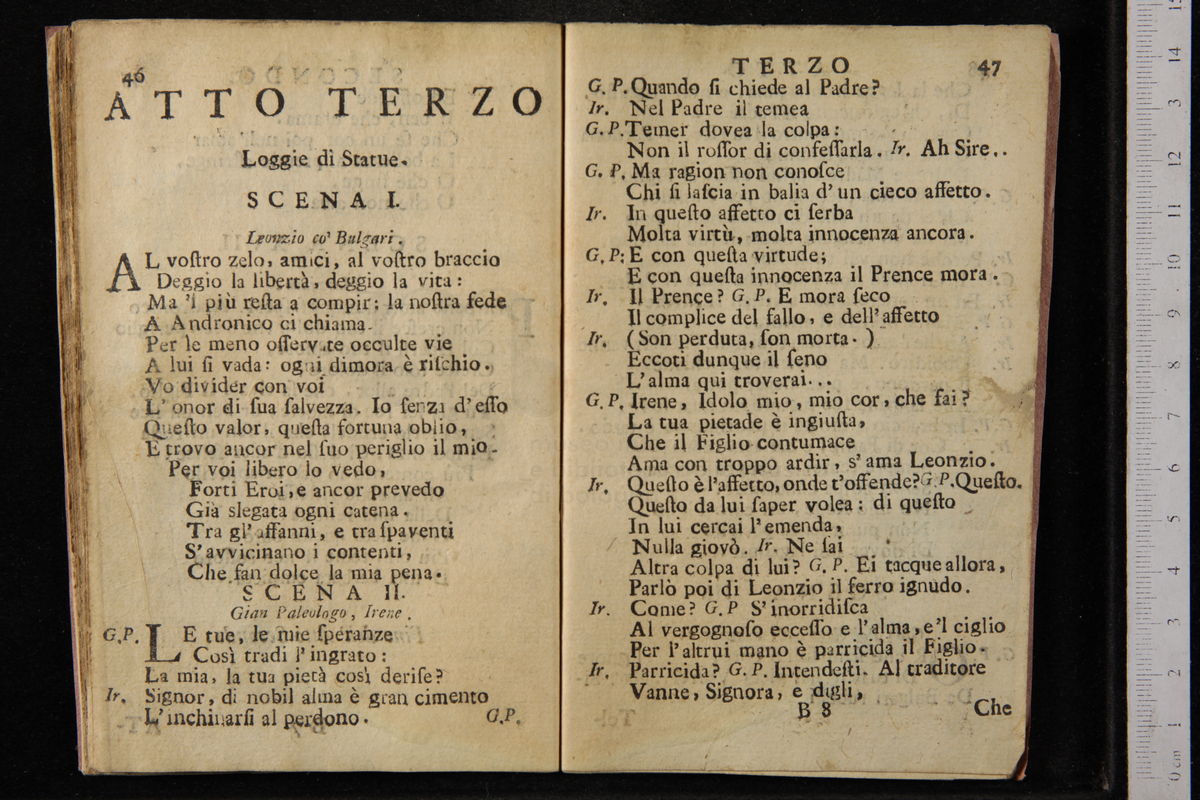 46
ATTO TERZO
Loggie di Statue.
SCENA I.
Leonzio co' Bulgari.
AL voſtro zelo, amici, al voſtro braccio
Deggio la libertà, deggio la vita:
Ma 'l più reſta a compir; la noſtra fede
A Andronico ci chiama.
Per le meno oſſervate occulte vie
A lui ſi vada: ogni dimora è riſchio.
Vo divider con voi
L'onor di ſua ſalvezza. Io ſenza d'eſſo
Queſto valor, queſta fortuna oblio,
E trovo ancor nel ſuo periglio il mio.
Per voi libero lo vedo,
Forti Eroi, e ancor prevedo
Già slegata ogni catena.
Tra gl' affanni, e tra ſpaventi
S'avvicinano i contenti,
Che fan dolce la mia pena.
SCENA II.
Gian Paleologo, Irene.
G.P. LE tue, le mie ſperanze
Così tradì l'ingrato:
La mia, la tua pietà così deriſe?
Ir. Signor, di nobil alma è gran cimento
L'inchinarſi al perdono. G.P.
TERZO 47
G. P. Quando ſi chiede al Padre?
Ir. Nel Padre il temea
G. P. Temer dovea la colpa:
Non il roſſor di confeſſarla. Ir. Ah Sire..
G. P. Ma ragion non conoſce
Chi ſi laſcia in balia d'un cieco affetto.
Ir. In queſto affetto ci ſerba
Molta virtù, molta innocenza ancora.
G. P: E con queſta virtude;
E con queſta innocenza il Prence mora.
Ir. Il Prence? G. P. E mora ſeco
Il complice del fallo, e dell'affetto
Ir. (Son perduta, ſon morta.)
Eccoti dunque il ſeno
L'alma qui troverai...
G. P. Irene, Idolo mio, mio cor, che fai?
La tua pietade è ingiuſta,
Che il Figlio contumace
Ama con troppo ardir, s'ama Leonzio.
Ir. Queſto è l'affetto, onde t'offende? G. P. Queſto.
Queſto da lui ſaper volea: di queſto
In lui cercai l'emenda,
Nulla giovò. Ir. Ne ſai
Altra colpa di lui? G. P. Ei tacque allora,
Parlò poi di Leonzio il ferro ignudo.
Ir. Come? G. P S'inorridiſca
Al vergognoſo ecceſſo e l'alma, e'l ciglio
Per l'altrui mano è parricida il Figlio.
Ir. Parricida? G. P. Intendeſti. Al traditore
Vanne, Signora, e digli,
B 8 Che